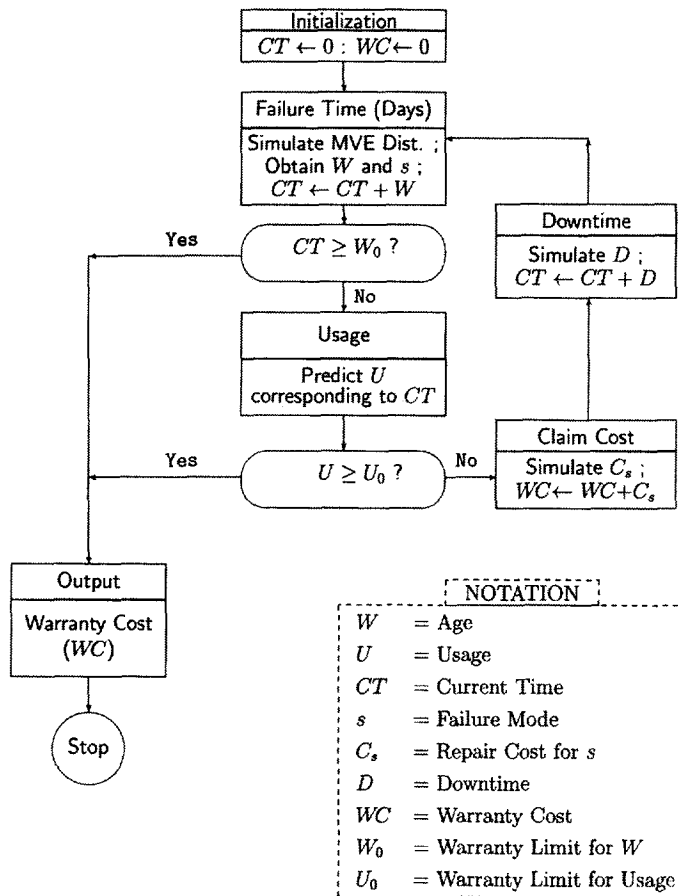 Initialization
CT ← 0 : WC ← 0
Failure Time (Days)
Simulate MVE Dist. ;
Obtain W and s ;
CT ← CT + W
CT ≥ W₀ ?
Yes
No
Usage
Predict U
corresponding to CT
U ≥ U₀ ?
Yes
No
Claim Cost
Simulate Cₛ ;
WC ← WC+Cₛ
Downtime
Simulate D ;
CT ← CT + D
Output
Warranty Cost
(WC)
Stop
NOTATION
W = Age
U = Usage
CT = Current Time
s = Failure Mode
Cₛ = Repair Cost for s
D = Downtime
WC = Warranty Cost
W₀ = Warranty Limit for W
U₀ = Warranty Limit for Usage